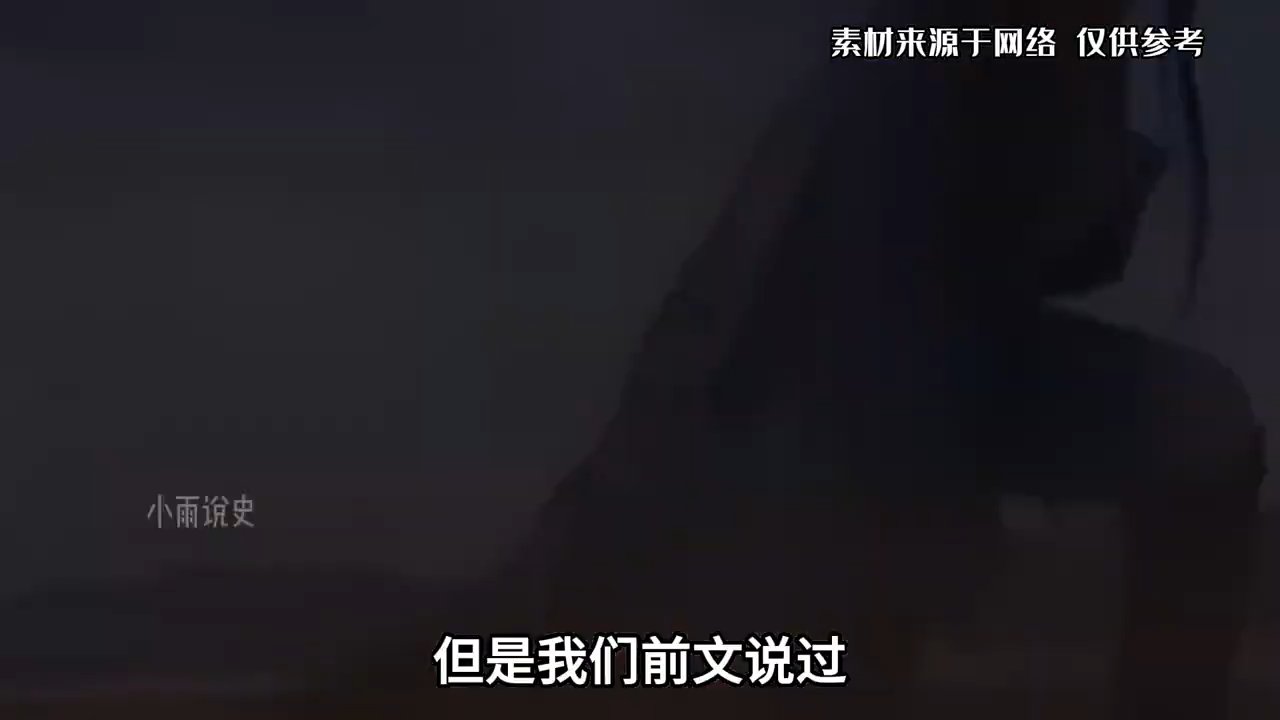 素材来源于网络 仅供参考
小雨说史
但是我们前文说过